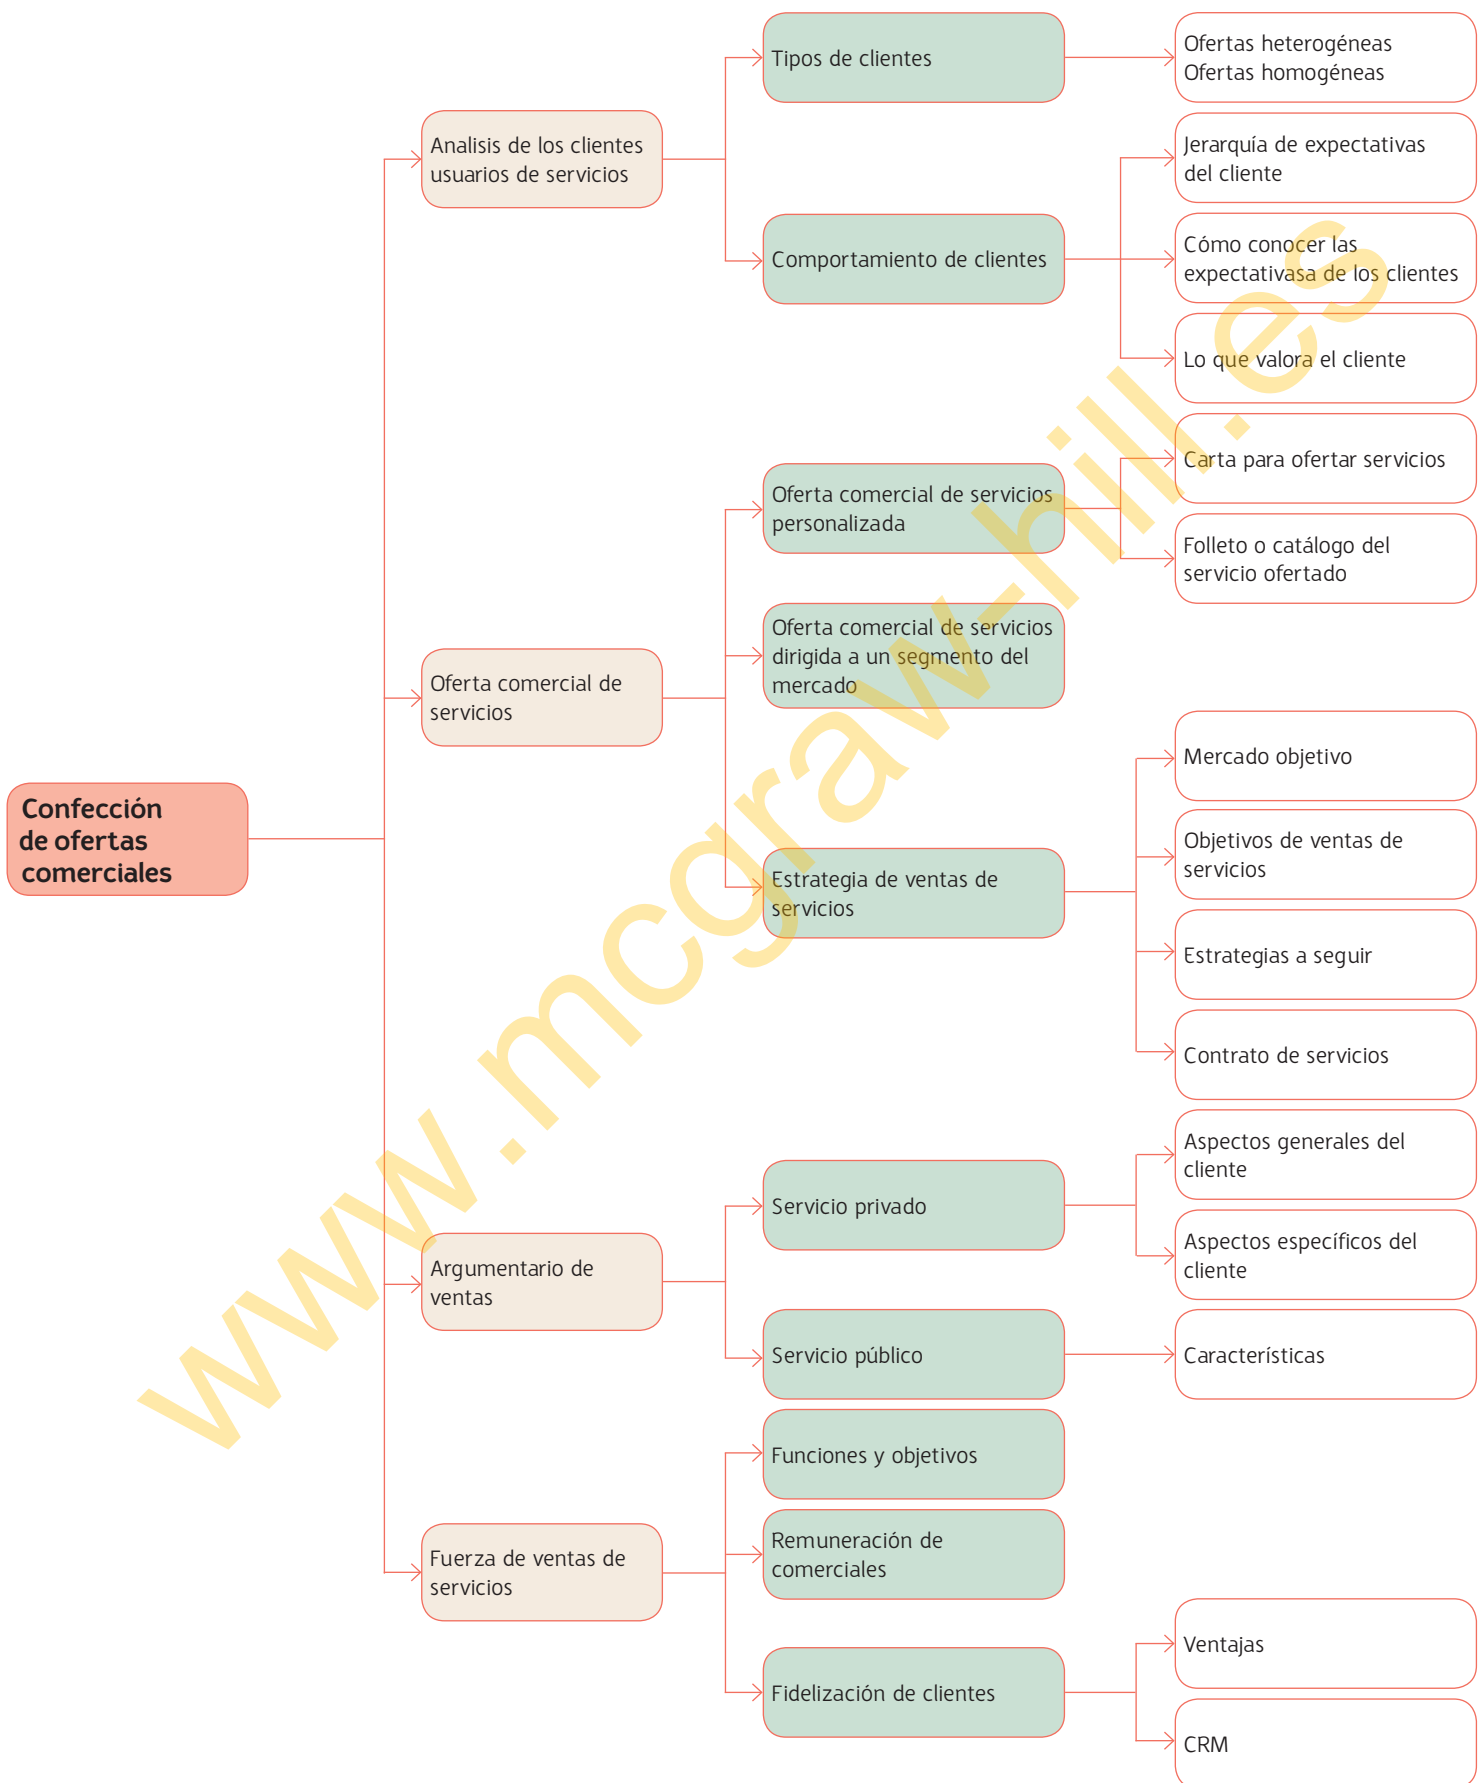 Confección
de ofertas
comerciales
Analisis de los clientes
usuarios de servicios
Tipos de clientes
Ofertas heterogéneas
Ofertas homogéneas
Comportamiento de clientes
Jerarquía de expectativas
del cliente
Cómo conocer las
expectativasa de los clientes
Lo que valora el cliente
Oferta comercial de
servicios
Oferta comercial de servicios
personalizada
Carta para ofertar servicios
Folleto o catálogo del
servicio ofertado
Oferta comercial de servicios
dirigida a un segmento del
mercado
Estrategia de ventas de
servicios
Mercado objetivo
Objetivos de ventas de
servicios
Estrategias a seguir
Contrato de servicios
Argumentario de
ventas
Servicio privado
Aspectos generales del
cliente
Aspectos específicos del
cliente
Servicio público
Características
Fuerza de ventas de
servicios
Funciones y objetivos
Remuneración de
comerciales
Fidelización de clientes
Ventajas
CRM
www.mcgraw-hill.es